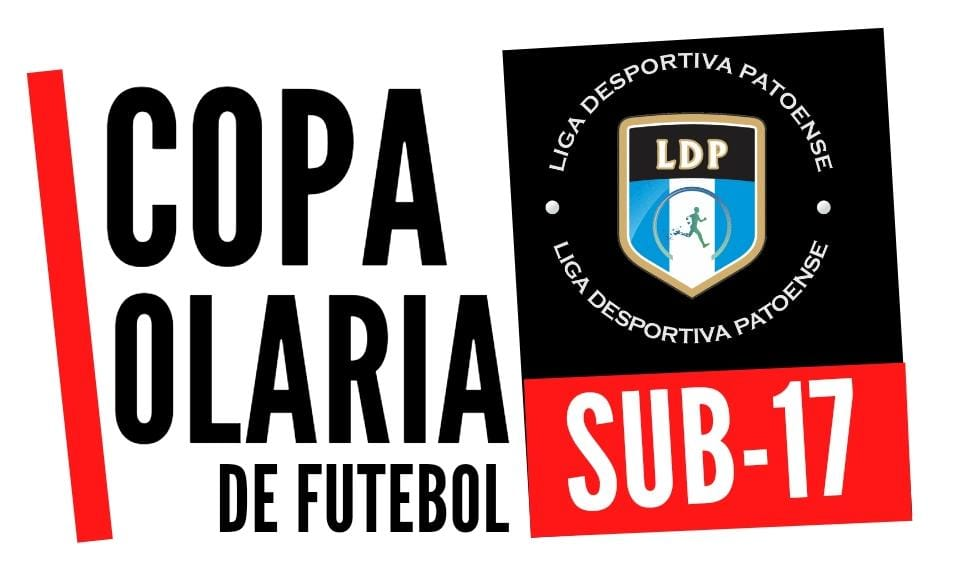 COPA
OLARIA
DE FUTEBOL
LIGA DESPORTIVA PATOENSE
LDP
LIGA DESPORTIVA PATOENSE
SUB-17